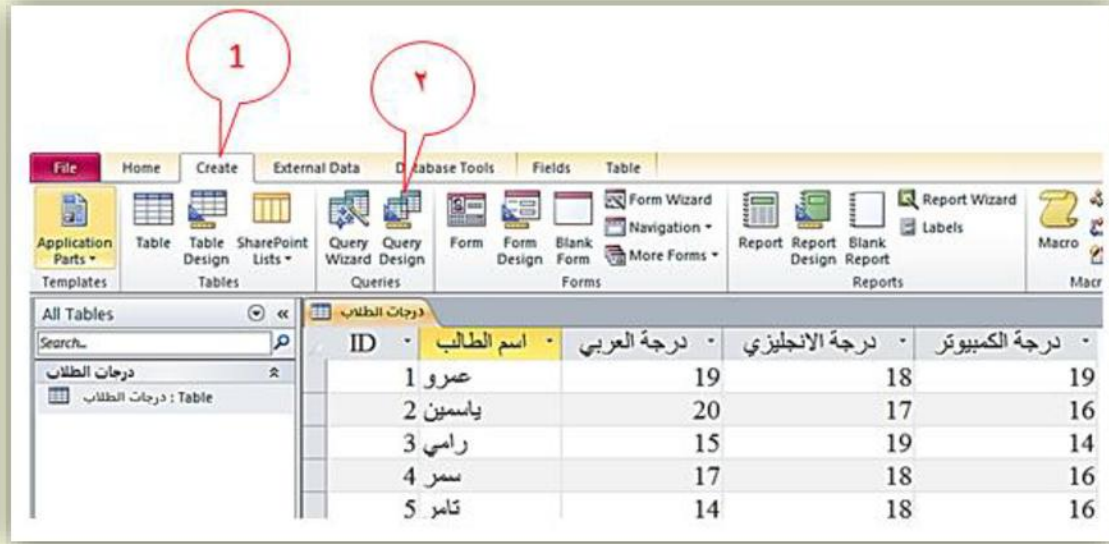 1
٢
File Home Create External Data Database Tools Fields Table
Application Parts Table Table Design SharePoint Lists Query Wizard Query Design Form Form Design Blank Form Form Wizard Navigation More Forms Report Report Design Blank Report Report Wizard Labels Macro
Templates Tables Queries Forms Reports Macr
All Tables درجات الطلاب
Search... ID اسم الطالب درجة العربي درجة الانجليزي درجة الكمبيوتر
درجات الطلاب 1 عمرو 19 18 19
درجات الطلاب : Table 2 ياسمين 20 17 16
3 رامي 15 19 14
4 سمر 17 18 16
5 تامر 14 18 16